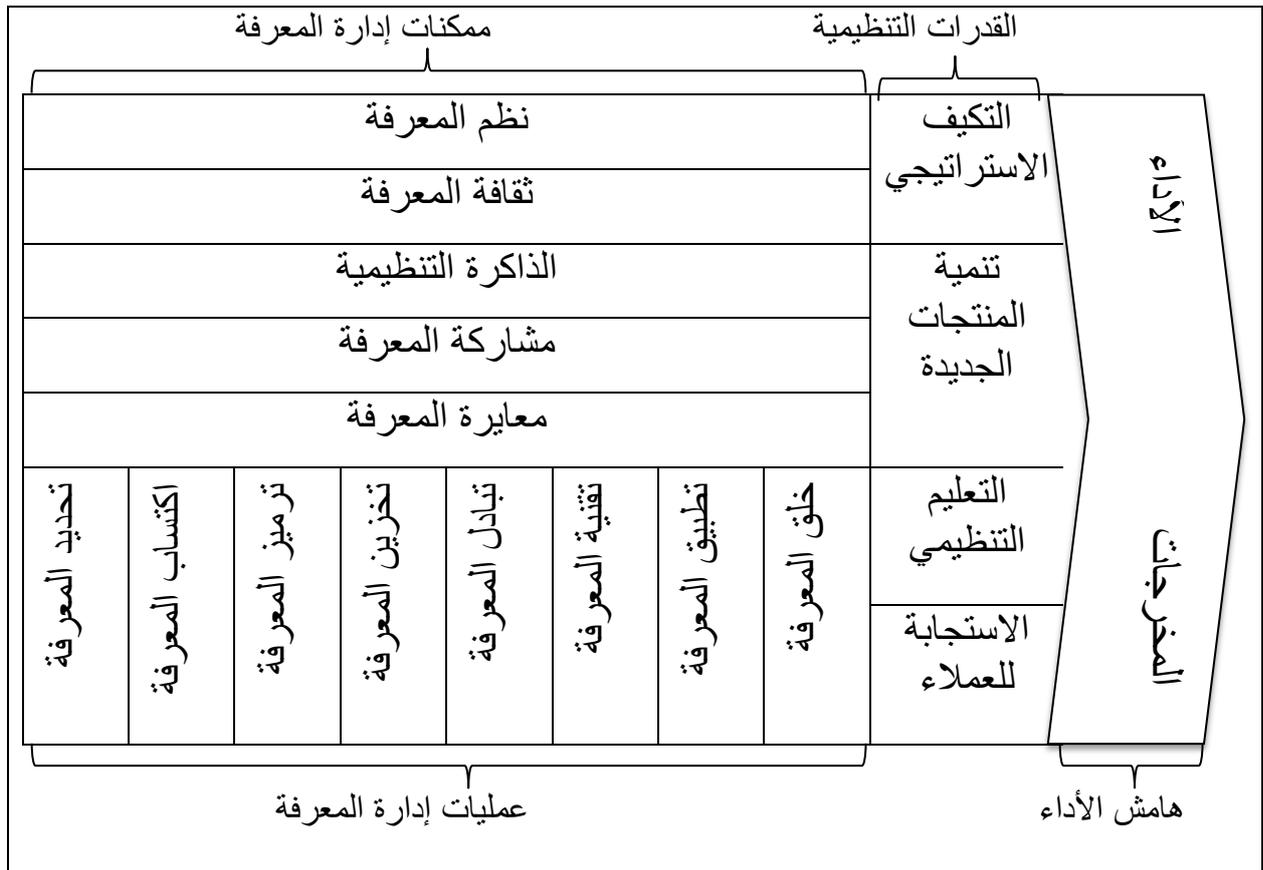 القدرات التنظيمية
ممكنات إدارة المعرفة
التكيف
الاستراتيجي
نظم المعرفة
ثقافة المعرفة
تنمية
المنتجات
الجديدة
الذاكرة التنظيمية
مشاركة المعرفة
معايرة المعرفة
التعليم
التنظيمي
الاستجابة
للعملاء
خلق المعرفة
تطبيق المعرفة
تقنية المعرفة
تبادل المعرفة
تخزين المعرفة
ترميز المعرفة
اكتساب المعرفة
تحديد المعرفة
الأداء
المخرجات
هامش الأداء
عمليات إدارة المعرفة